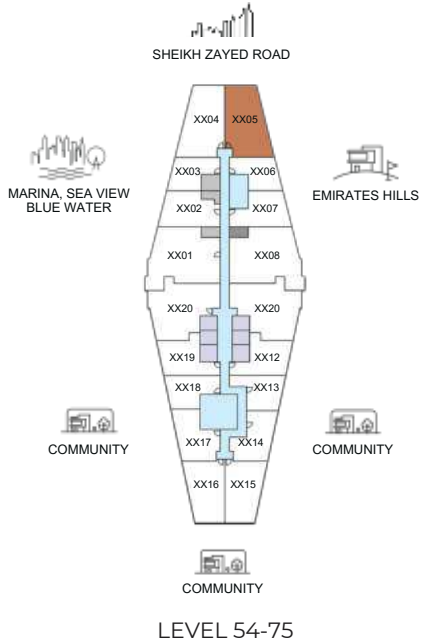 SHEIKH ZAYED ROAD
XX04 XX05
MARINA, SEA VIEW
BLUE WATER
XX03 XX06
EMIRATES HILLS
XX02 XX07
XX01 XX08
XX20 XX20
XX19 XX12
XX18 XX13
COMMUNITY
XX17 XX14
COMMUNITY
XX16 XX15
COMMUNITY
LEVEL 54-75